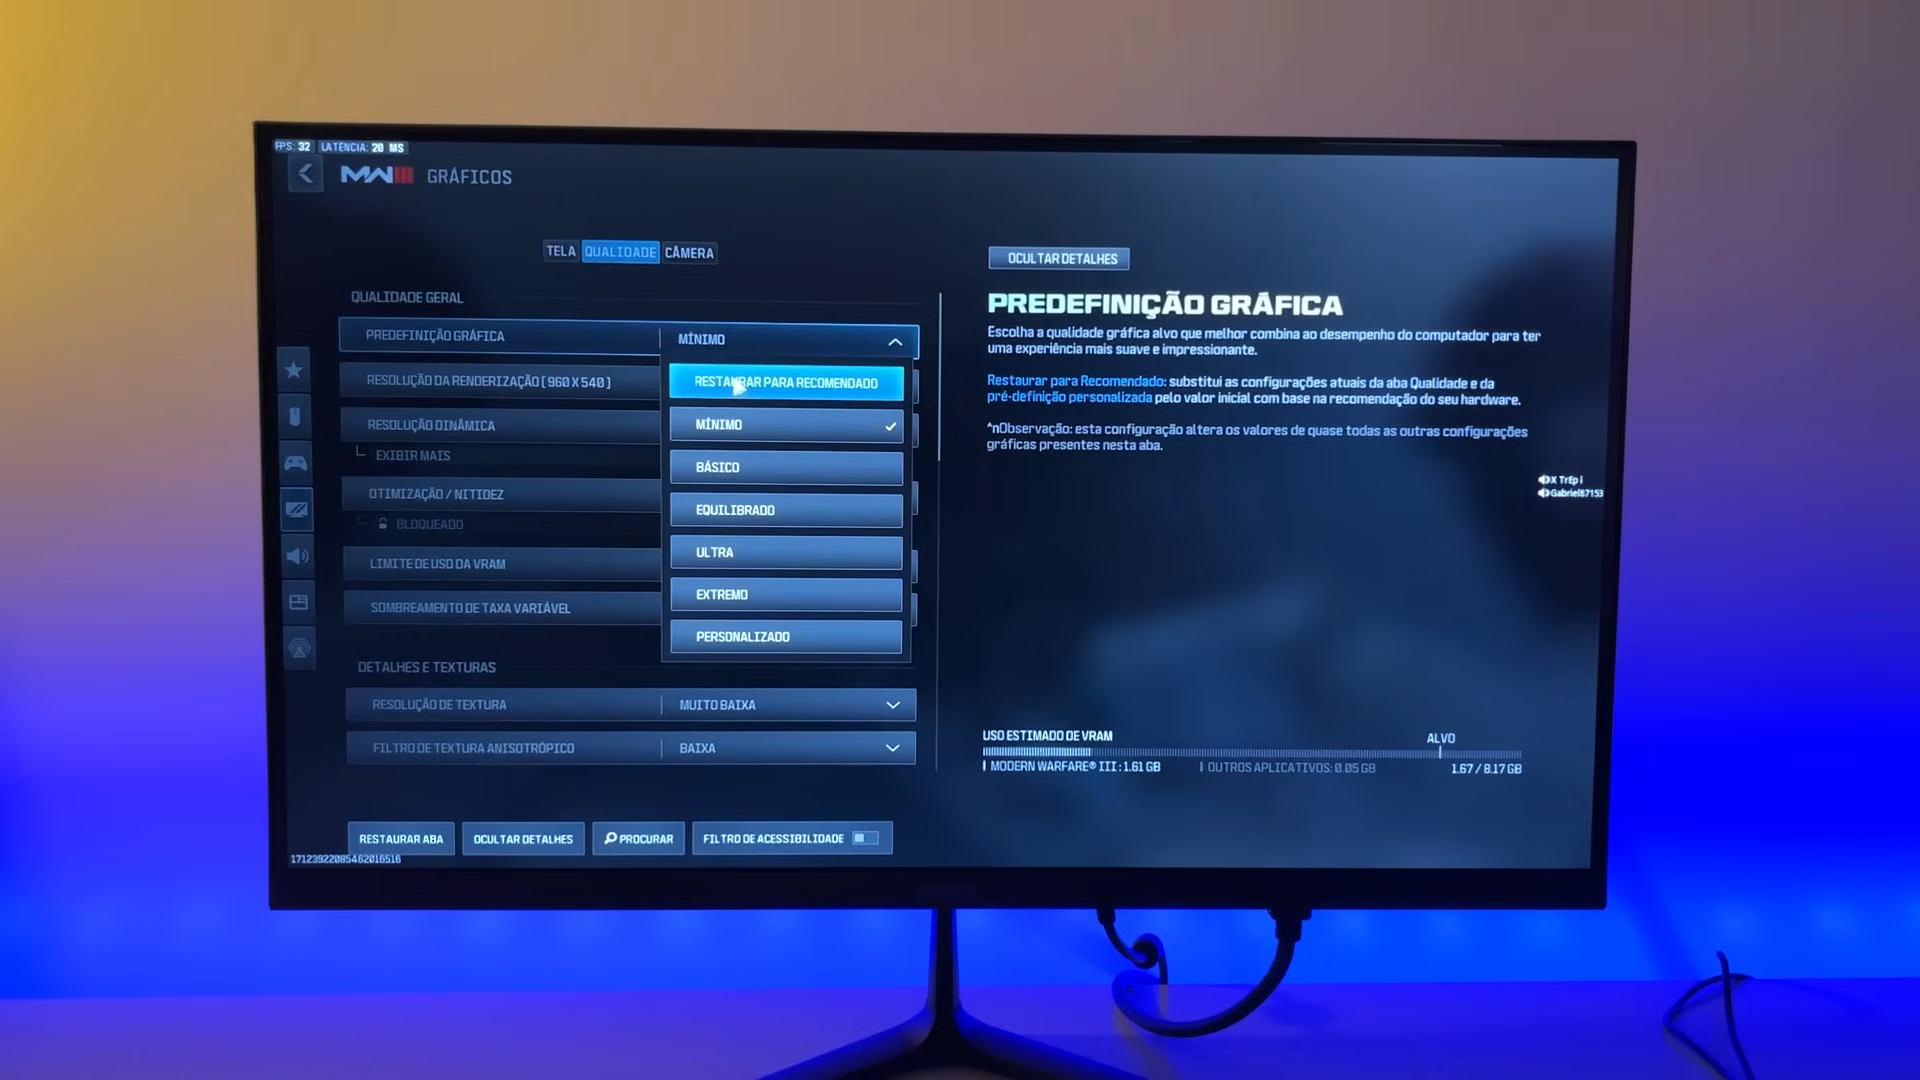 FPS: 32 LATÊNCIA: 20 MS
MWIII GRÁFICOS
TELA QUALIDADE CÂMERA
QUALIDADE GERAL
PREDEFINIÇÃO GRÁFICA MÍNIMO
RESTAURAR PARA RECOMENDADO
MÍNIMO
BÁSICO
EQUILIBRADO
ULTRA
EXTREMO
PERSONALIZADO
RESOLUÇÃO DA RENDERIZAÇÃO [ 960 X 540 ]
RESOLUÇÃO DINÂMICA
EXIBIR MAIS
OTIMIZAÇÃO / NITIDEZ
BLOQUEADO
LIMITE DE USO DA VRAM
SOMBREAMENTO DE TAXA VARIÁVEL
DETALHES E TEXTURAS
RESOLUÇÃO DE TEXTURA MUITO BAIXA
FILTRO DE TEXTURA ANISOTRÓPICO BAIXA
RESTAURAR ABA OCULTAR DETALHES PROCURAR FILTRO DE ACESSIBILIDADE
17123922085462016516
OCULTAR DETALHES
PREDEFINIÇÃO GRÁFICA
Escolha a qualidade gráfica alvo que melhor combina ao desempenho do computador para ter
uma experiência mais suave e impressionante.
Restaurar para Recomendado: substitui as configurações atuais da aba Qualidade e da
pré-definição personalizada pelo valor inicial com base na recomendação do seu hardware.
^nObservação: esta configuração altera os valores de quase todas as outras configurações
gráficas presentes nesta aba.
X TrEp l
Gabriel87153
USO ESTIMADO DE VRAM ALVO
MODERN WARFARE® III : 1.61 GB OUTROS APLICATIVOS: 0.05 GB 1.67 / 8.17 GB